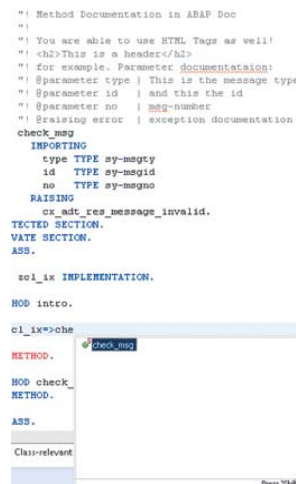 "! Method Documentation in ABAP Doc
"!
"! You are able to use HTML Tags as well!
"! <h2>This is a header</h2>
"! for example. Parameter documentataion:
"! @parameter type | This is the message type
"! @parameter id | and this the id
"! @parameter no | msg-number
"! @raising error | exception documentation
check_msg
IMPORTING
type TYPE sy-msgty
id TYPE sy-msgid
no TYPE sy-msgno
RAISING
cx_adt_res_message_invalid.
TECTED SECTION.
VATE SECTION.
ASS.
zcl_ix IMPLEMENTATION.
HOD intro.
cl_ix=>che
check_msg
METHOD.
HOD check_
METHOD.
ASS.
Class-relevant
Press